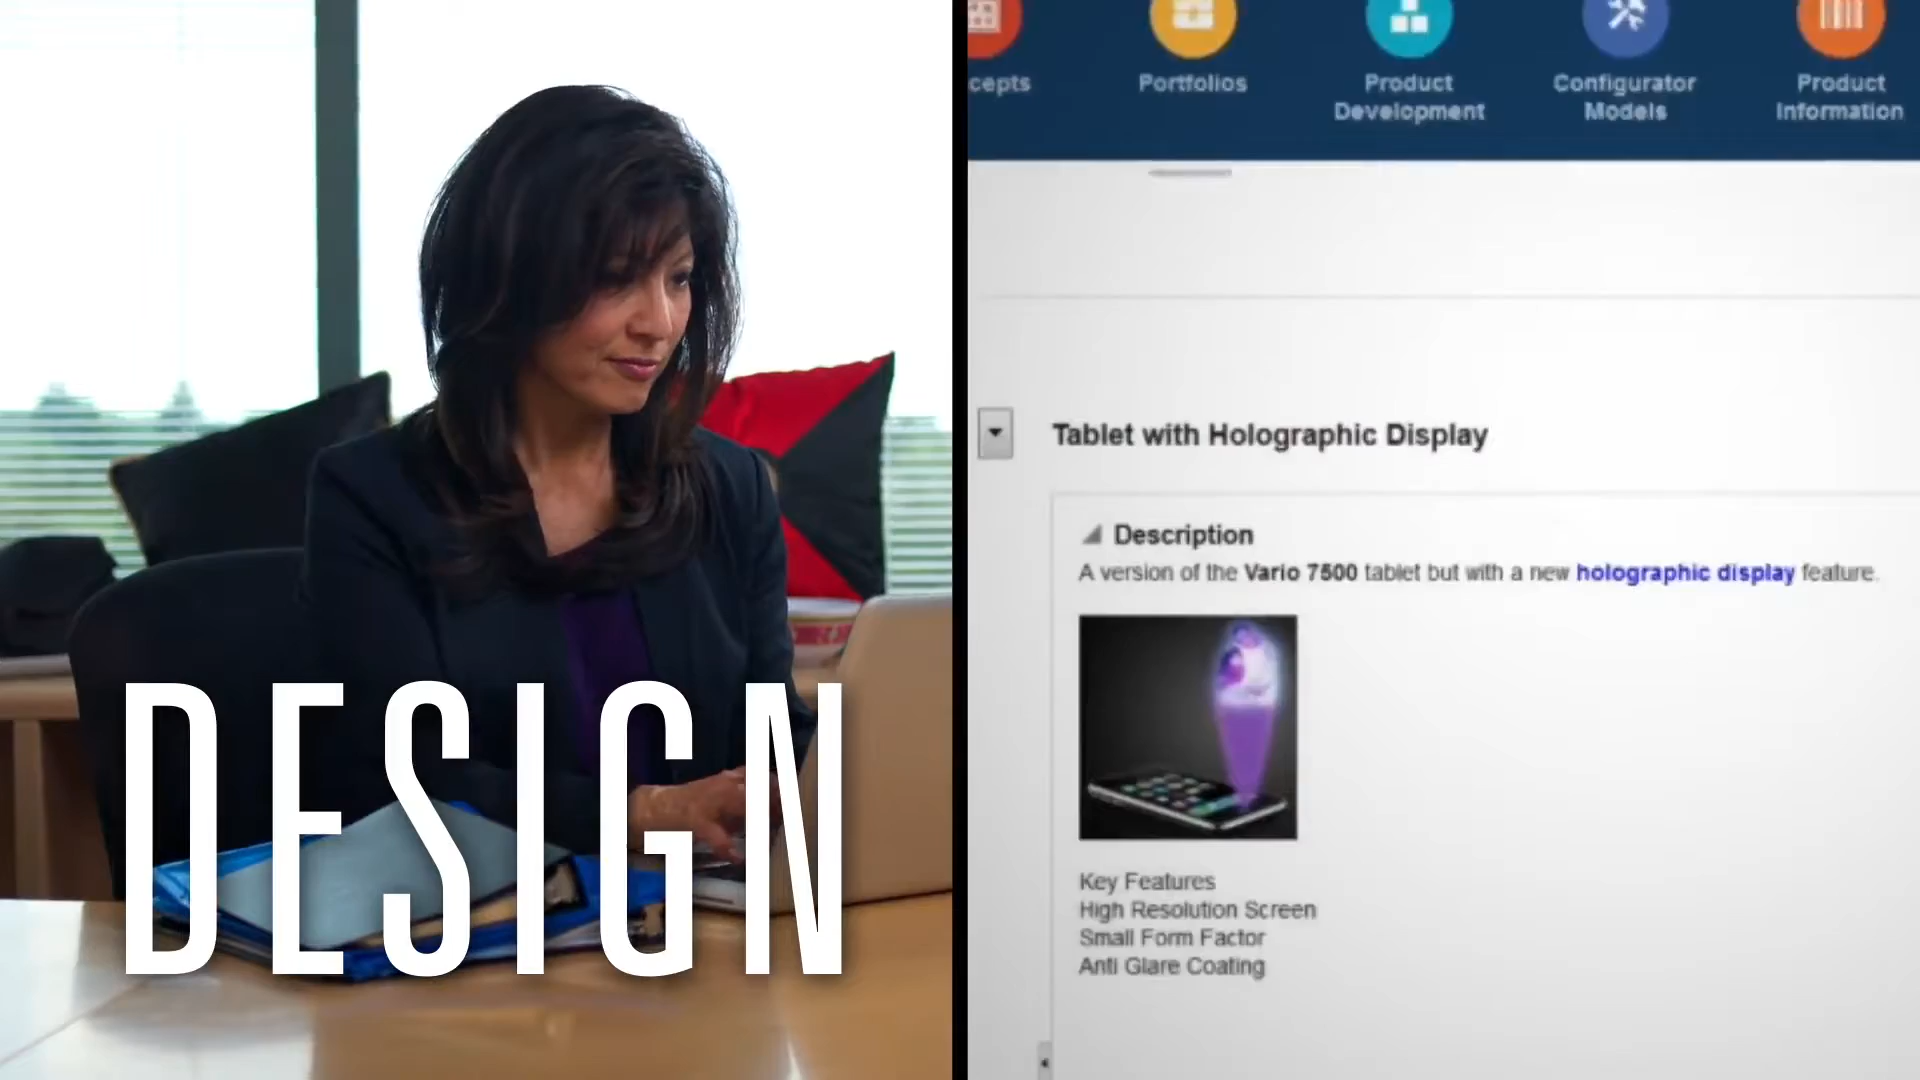 DESIGN
cepts
Portfolios
Product
Development
Configurator
Models
Product
Information
Tablet with Holographic Display
Description
A version of the Vario 7500 tablet but with a new holographic display feature.
Key Features
High Resolution Screen
Small Form Factor
Anti Glare Coating